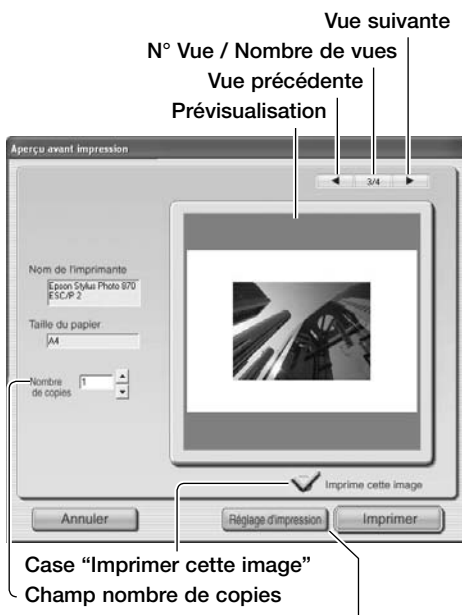 Vue suivante
N° Vue / Nombre de vues
Vue précédente
Prévisualisation
Aperçu avant impression
3/4
Nom de l'imprimante
Epson Stylus Photo 870
ESC/P 2
Taille du papier
A4
Nombre
de copies
1
Imprime cette image
Annuler
Réglage d'impression
Imprimer
Case “Imprimer cette image”
Champ nombre de copies